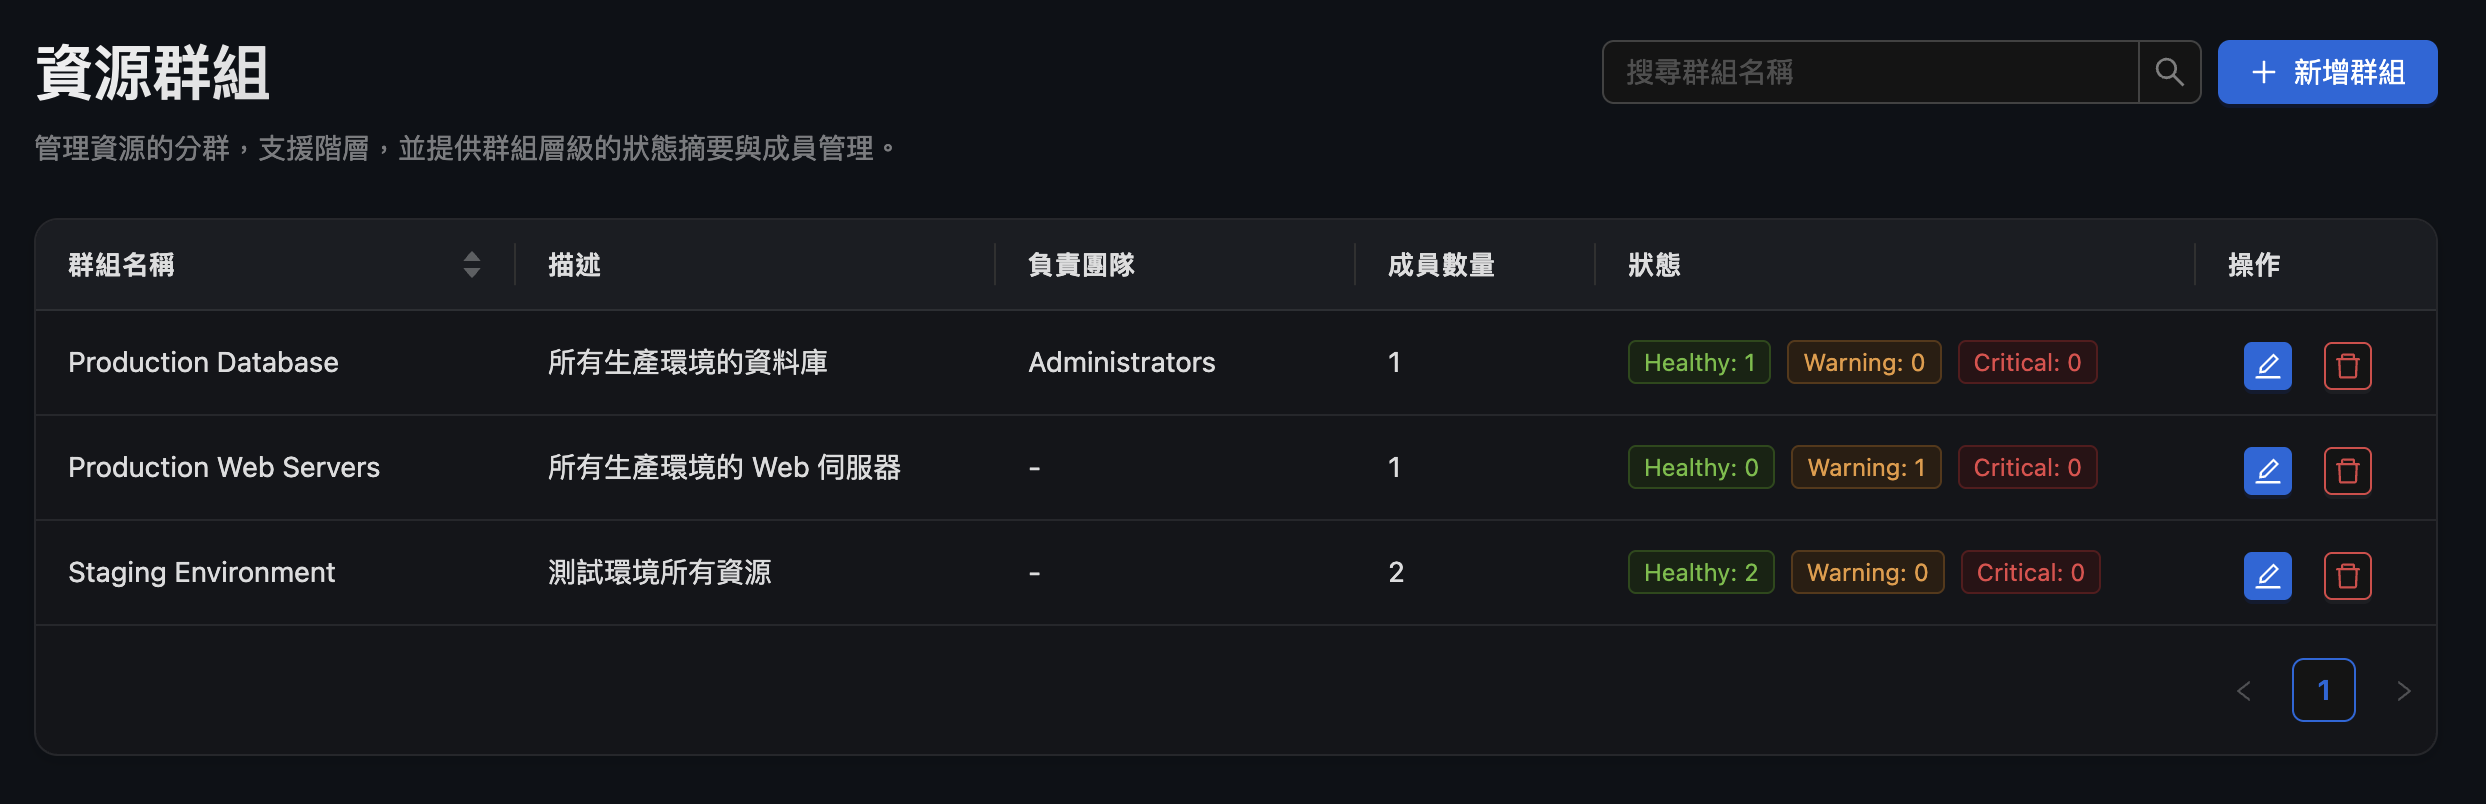 資源群組
搜尋群組名稱
新增群組
管理資源的分群，支援階層，並提供群組層級的狀態摘要與成員管理。
群組名稱 描述 負責團隊 成員數量 狀態 操作
Production Database 所有生產環境的資料庫 Administrators 1 Healthy: 1 Warning: 0 Critical: 0
Production Web Servers 所有生產環境的 Web 伺服器 - 1 Healthy: 0 Warning: 1 Critical: 0
Staging Environment 測試環境所有資源 - 2 Healthy: 2 Warning: 0 Critical: 0
1